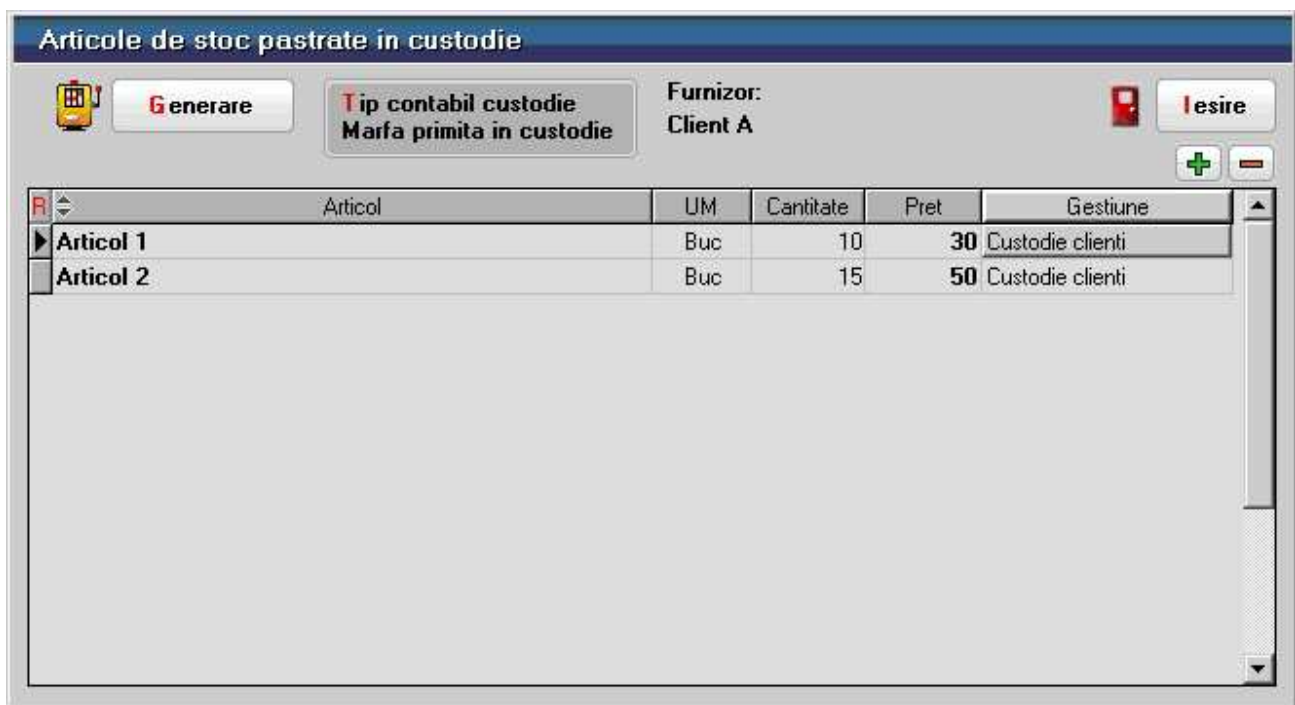 Articole de stoc pastrate in custodie
Generare
Tip contabil custodie
Marfa primita in custodie
Furnizor:
Client A
Iesire
R Articol UM Cantitate Pret Gestiune
Articol 1 Buc 10 30 Custodie clienti
Articol 2 Buc 15 50 Custodie clienti